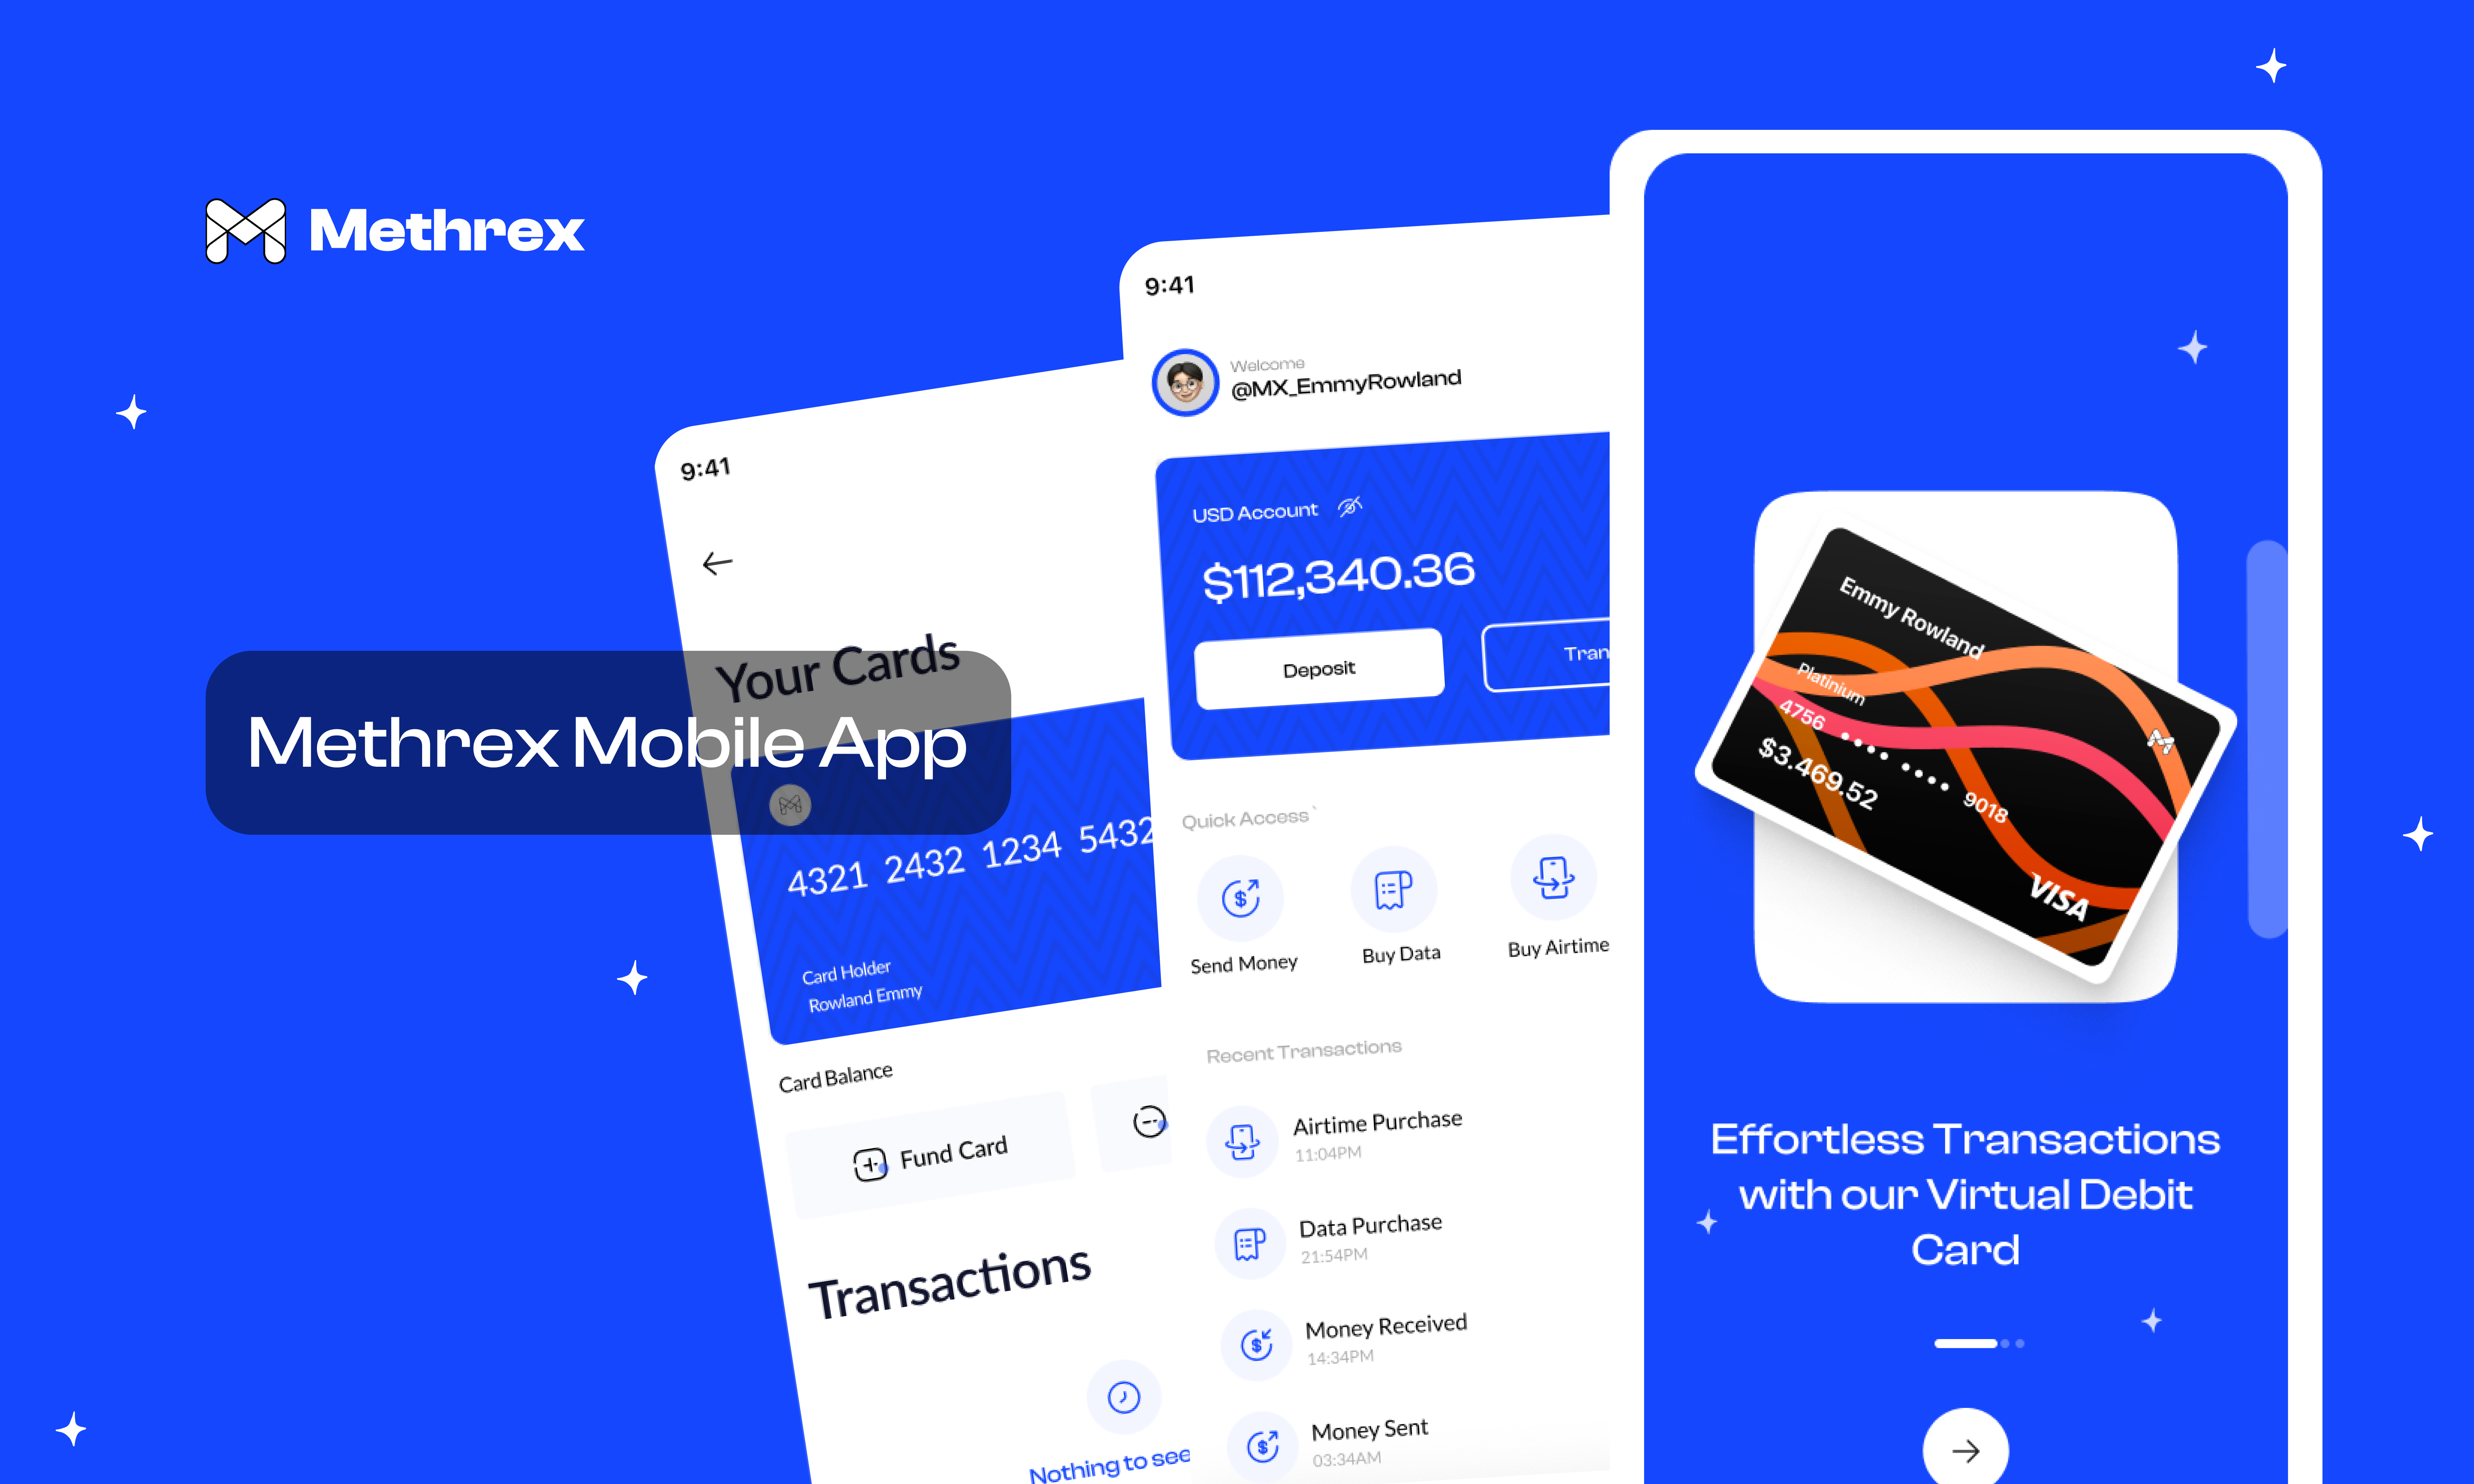 Methrex
Methrex Mobile App
9:41
Your Cards
4321 2432 1234 5432
Card Holder
Rowland Emmy
Card Balance
Fund Card
Transactions
Nothing to see
9:41
Welcome
@MX_EmmyRowland
USD Account
$112,340.36
Deposit
Tran
Quick Access`
Send Money
Buy Data
Buy Airtime
Recent Transactions
Airtime Purchase
11:04PM
Data Purchase
21:54PM
Money Received
14:34PM
Money Sent
03:34AM
Emmy Rowland
Platinium
4756 •••• •••• 9018
$3.469.52
VISA
Effortless Transactions
with our Virtual Debit
Card